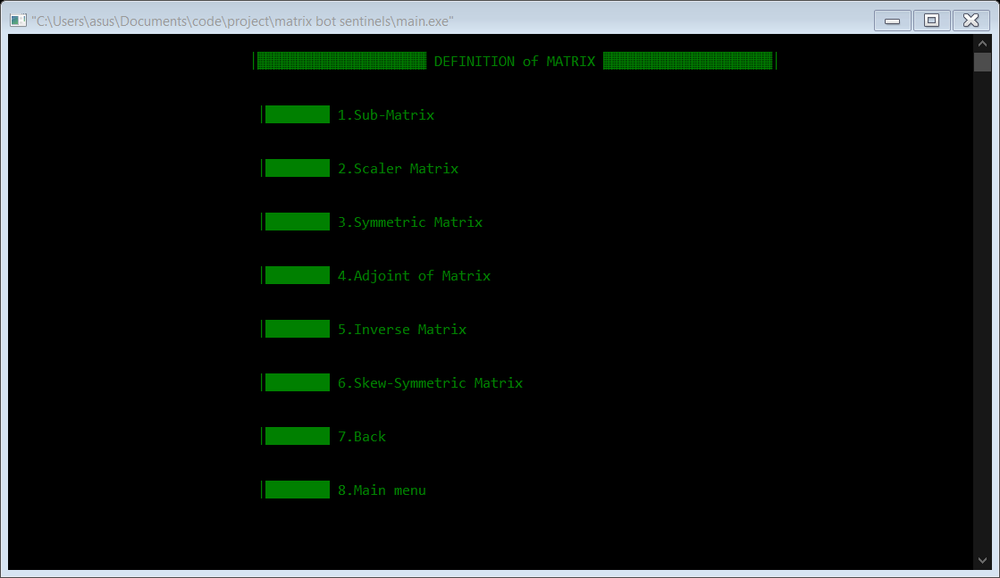 "C:\Users\asus\Documents\code\project\matrix bot sentinels\main.exe"
DEFINITION of MATRIX
1.Sub-Matrix
2.Scaler Matrix
3.Symmetric Matrix
4.Adjoint of Matrix
5.Inverse Matrix
6.Skew-Symmetric Matrix
7.Back
8.Main menu